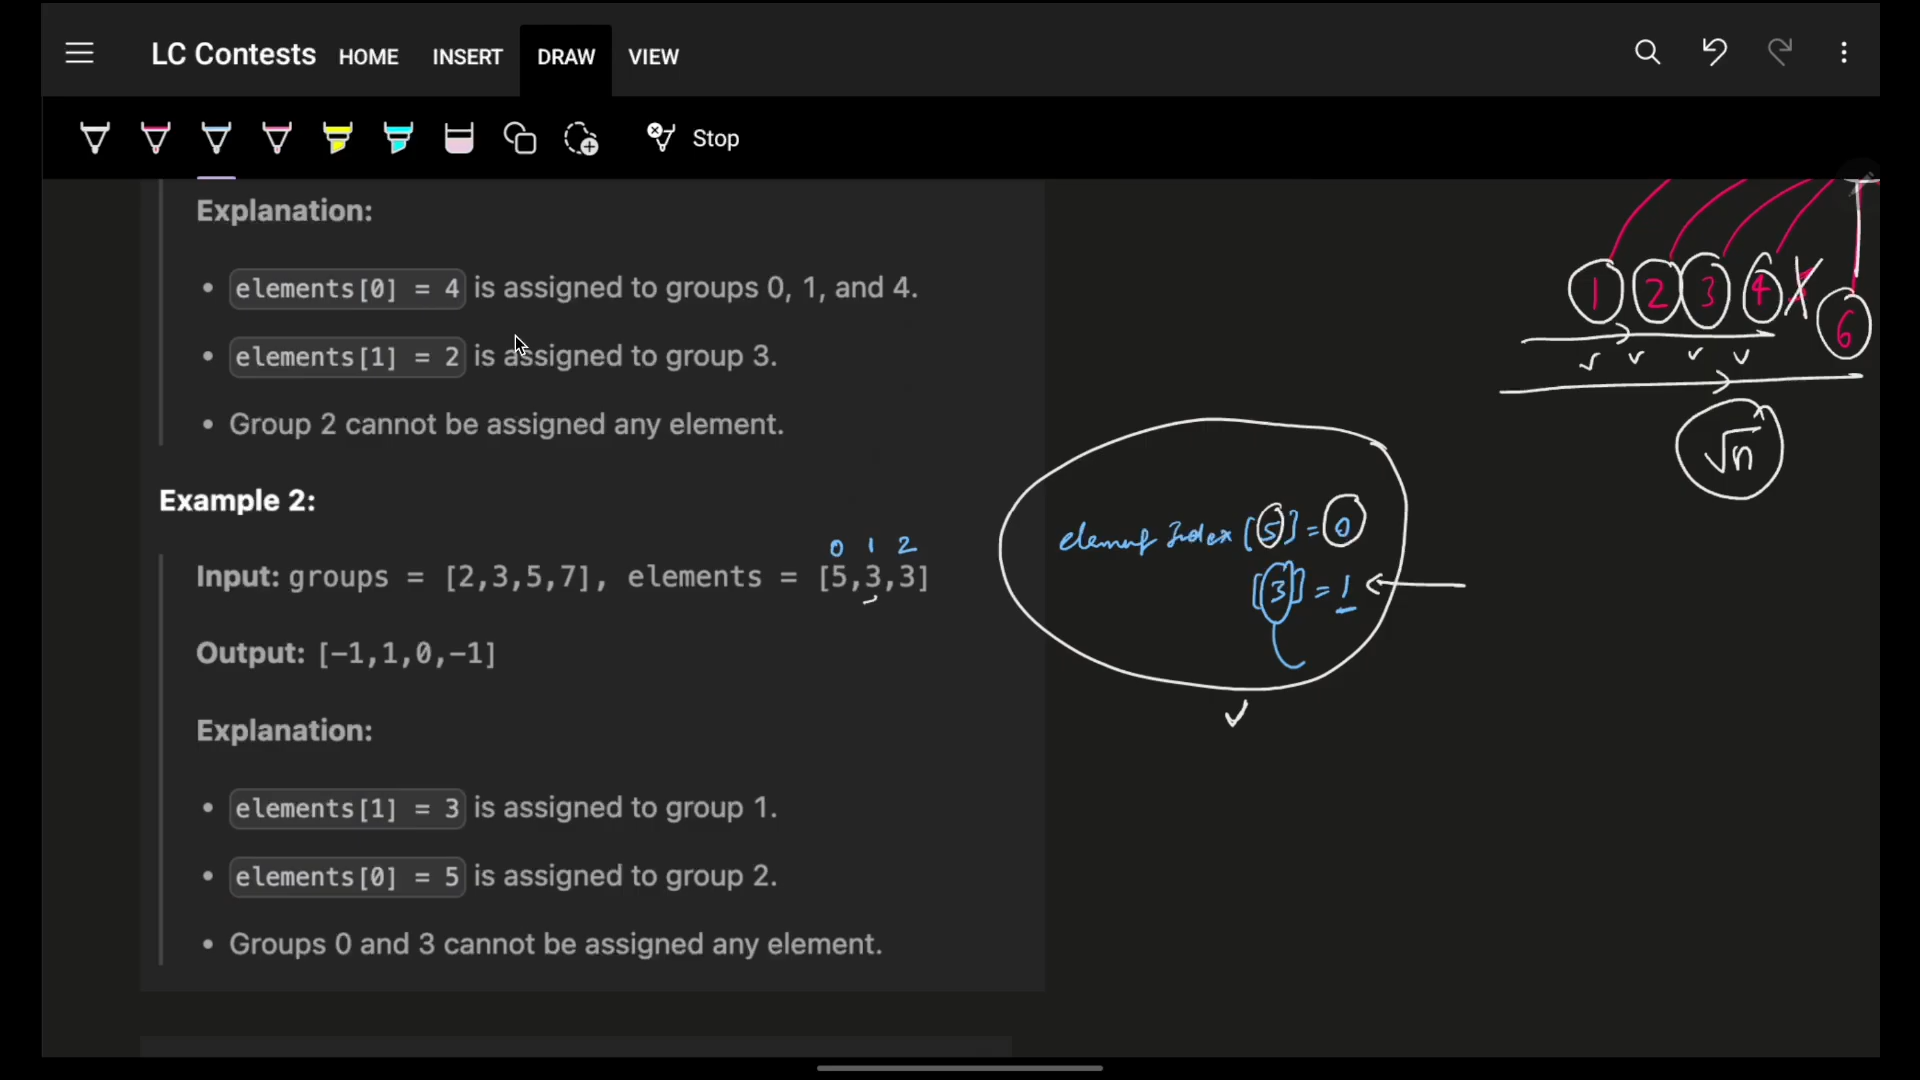 LC Contests HOME INSERT DRAW VIEW
Stop
Explanation:
• elements[0] = 4 is assigned to groups 0, 1, and 4.
• elements[1] = 2 is assigned to group 3.
• Group 2 cannot be assigned any element.
Example 2:
0 1 2
Input: groups = [2,3,5,7], elements = [5,3,3]
Output: [-1,1,0,-1]
Explanation:
• elements[1] = 3 is assigned to group 1.
• elements[0] = 5 is assigned to group 2.
• Groups 0 and 3 cannot be assigned any element.
element Index [5] = 0
[3] = 1
1 2 3 4
6
√n